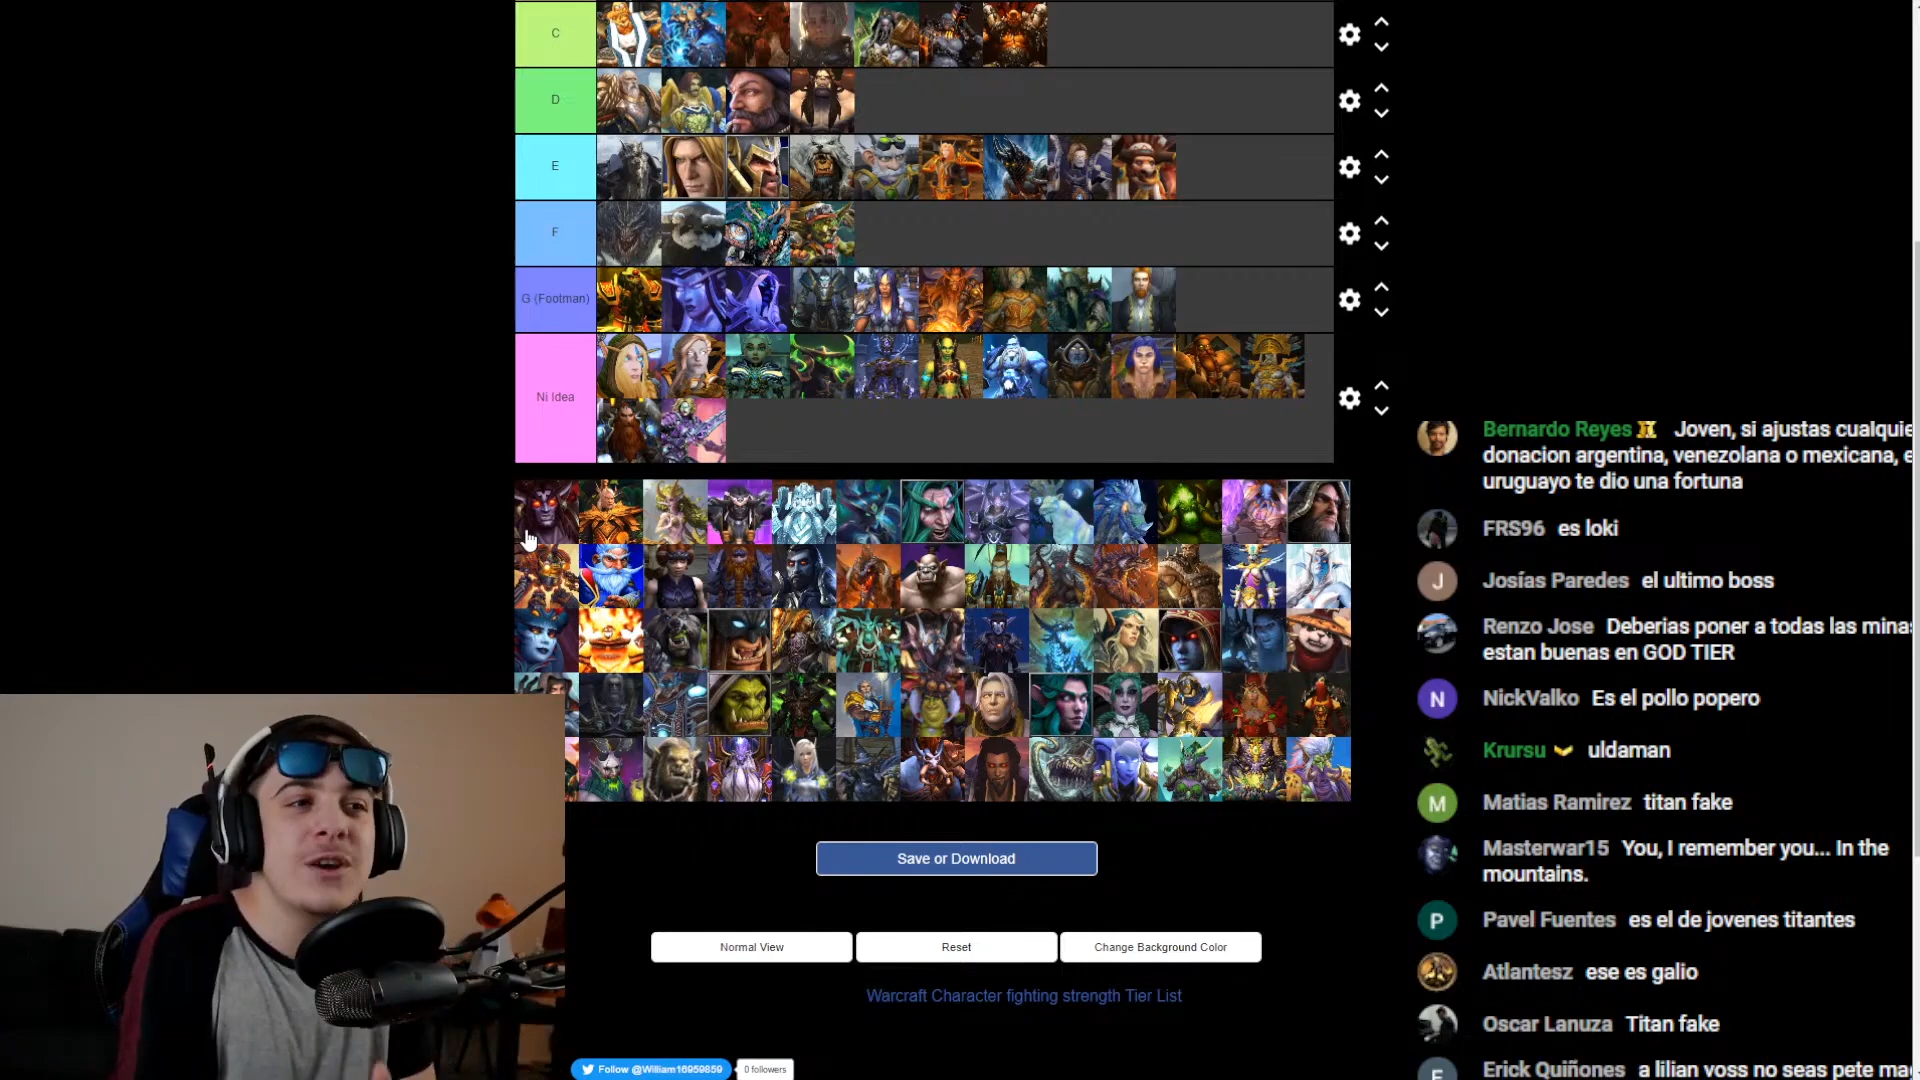 C
D
E
F
G (Footman)
Ni Idea
Bernardo Reyes Joven, si ajustas cualquie
donacion argentina, venezolana o mexicana, e
uruguayo te dio una fortuna
FRS96 es loki
J
Josías Paredes el ultimo boss
Renzo Jose Deberias poner a todas las minas
estan buenas en GOD TIER
N
NickValko Es el pollo popero
Krursu uldaman
M
Matias Ramirez titan fake
Masterwar15 You, I remember you... In the
mountains.
P
Pavel Fuentes es el de jovenes titantes
Atlantesz ese es galio
Oscar Lanuza Titan fake
E
Erick Quiñones a lilian voss no seas pete ma
Save or Download
Normal View
Reset
Change Background Color
Warcraft Character fighting strength Tier List
Follow @William16959859
0 followers